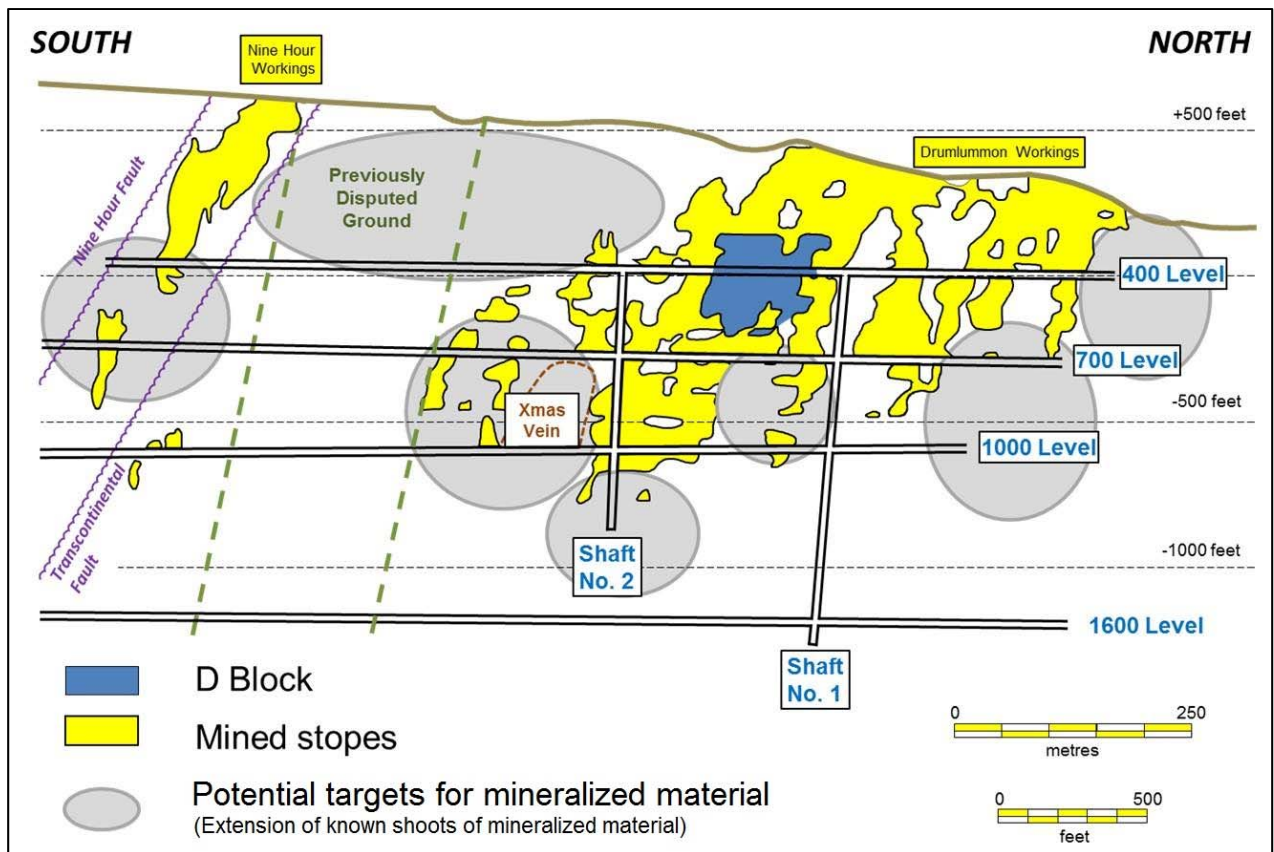 SOUTH
Nine Hour
Workings
NORTH
+500 feet
Drumlummon Workings
Previously
Disputed
Ground
Nine Hour Fault
400 Level
700 Level
-500 feet
Xmas
Vein
1000 Level
Transcontinental
Fault
Shaft
No. 2
-1000 feet
1600 Level
Shaft
No. 1
D Block
Mined stopes
Potential targets for mineralized material
(Extension of known shoots of mineralized material)
0 250
metres
0 500
feet